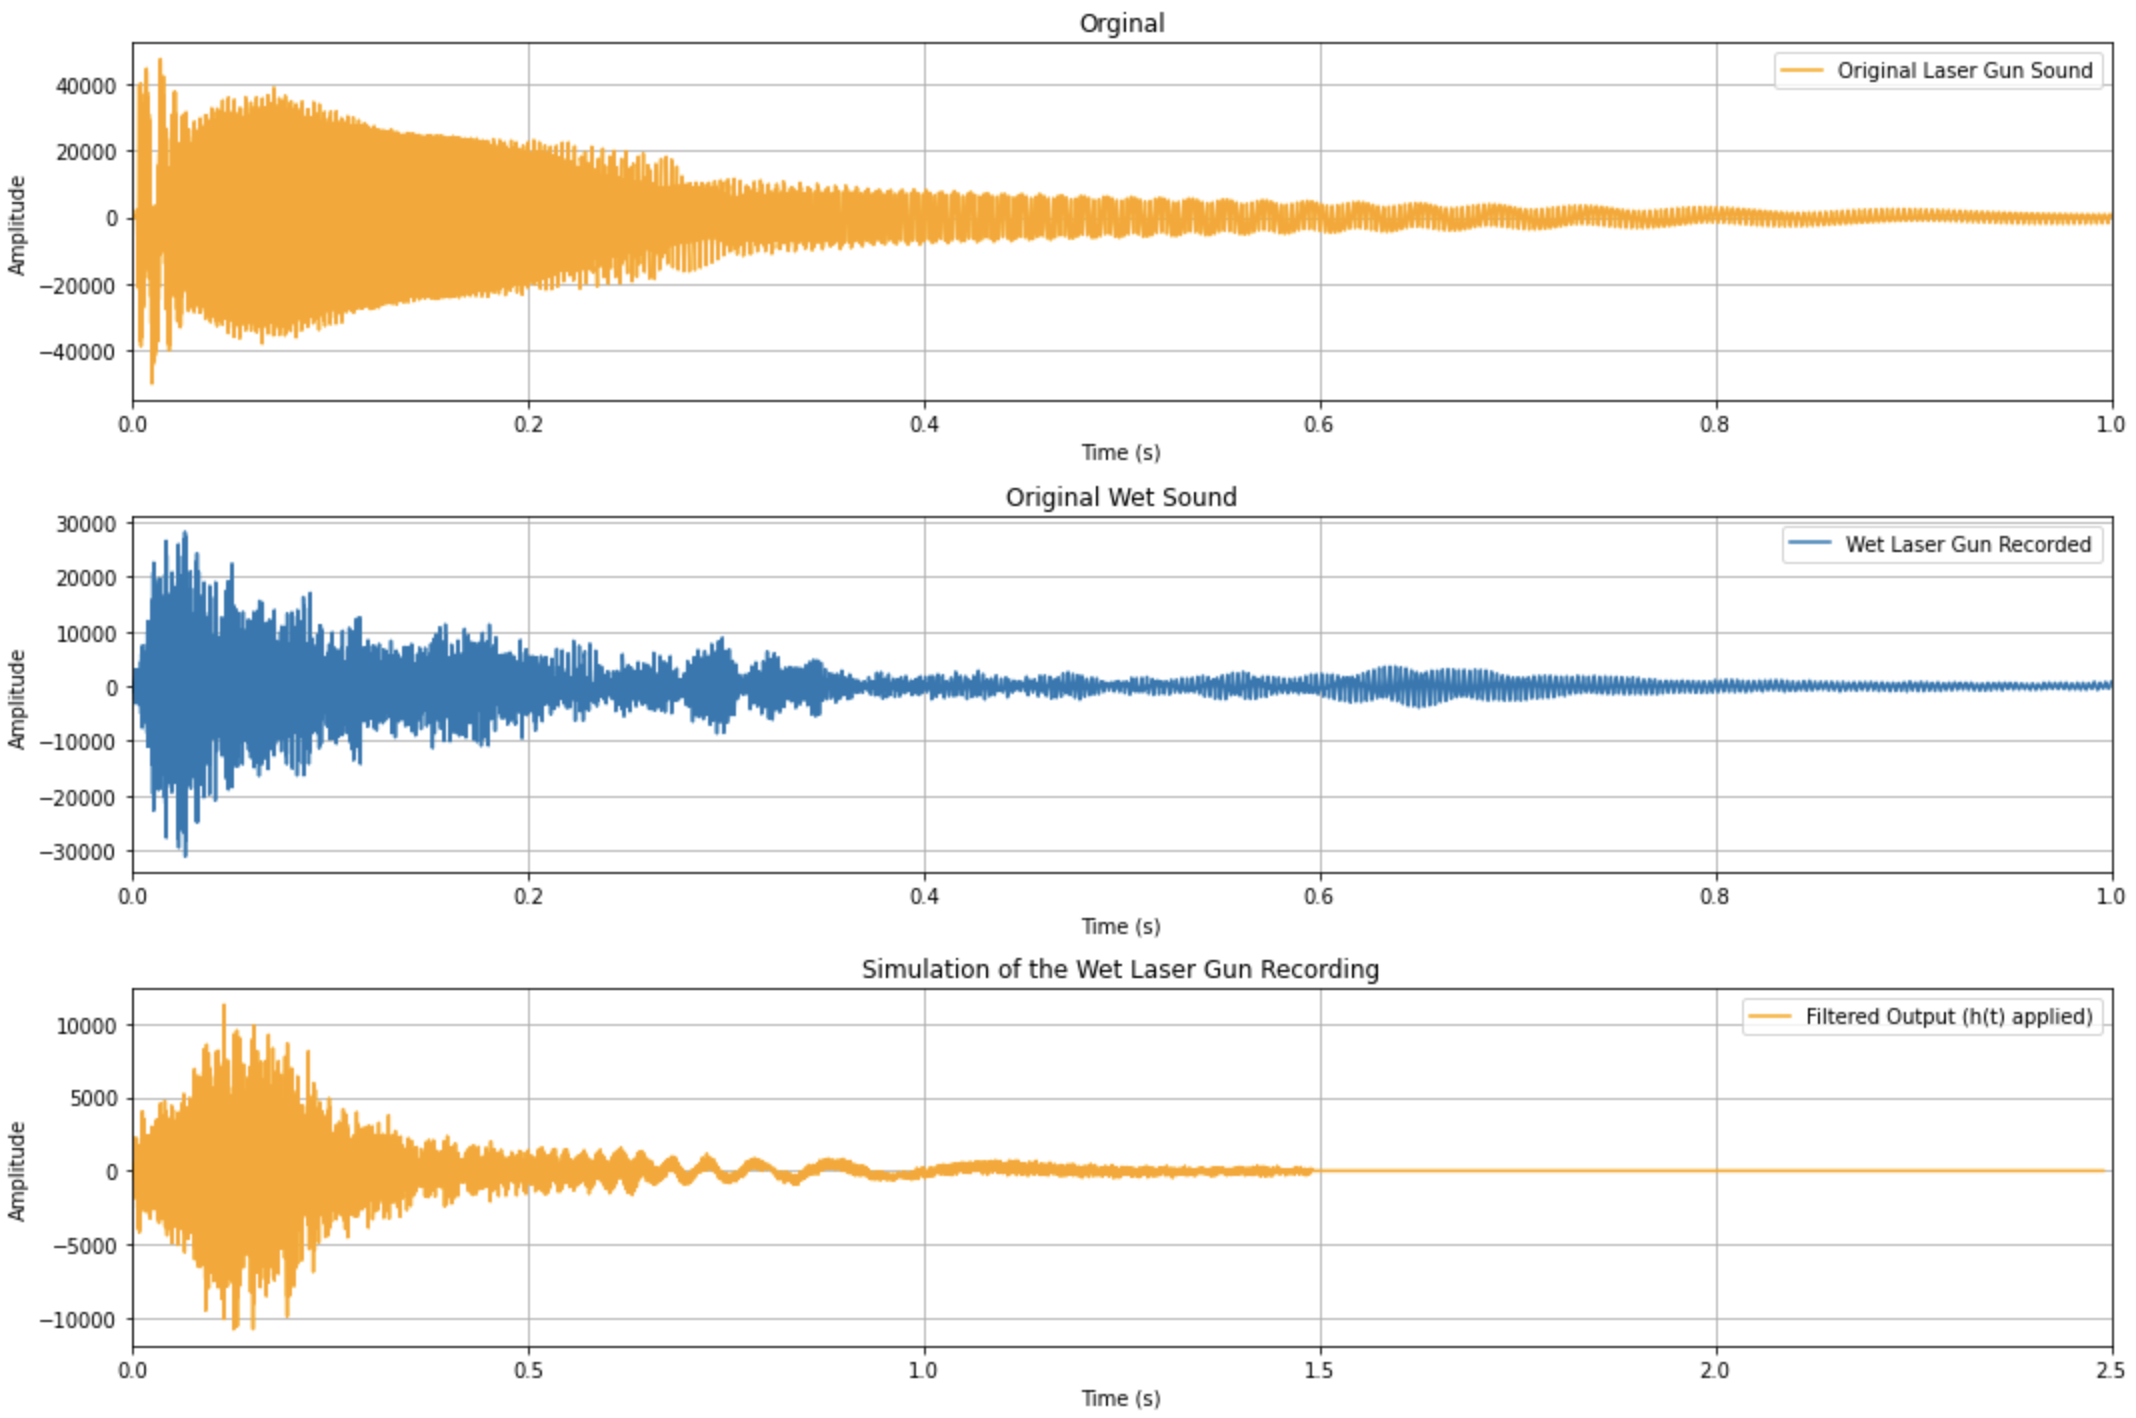 Orginal
Original Laser Gun Sound
40000
20000
0
−20000
−40000
Amplitude
0.0 0.2 0.4 0.6 0.8 1.0
Time (s)
Original Wet Sound
Wet Laser Gun Recorded
30000
20000
10000
0
−10000
−20000
−30000
Amplitude
0.0 0.2 0.4 0.6 0.8 1.0
Time (s)
Simulation of the Wet Laser Gun Recording
Filtered Output (h(t) applied)
10000
5000
0
−5000
−10000
Amplitude
0.0 0.5 1.0 1.5 2.0 2.5
Time (s)